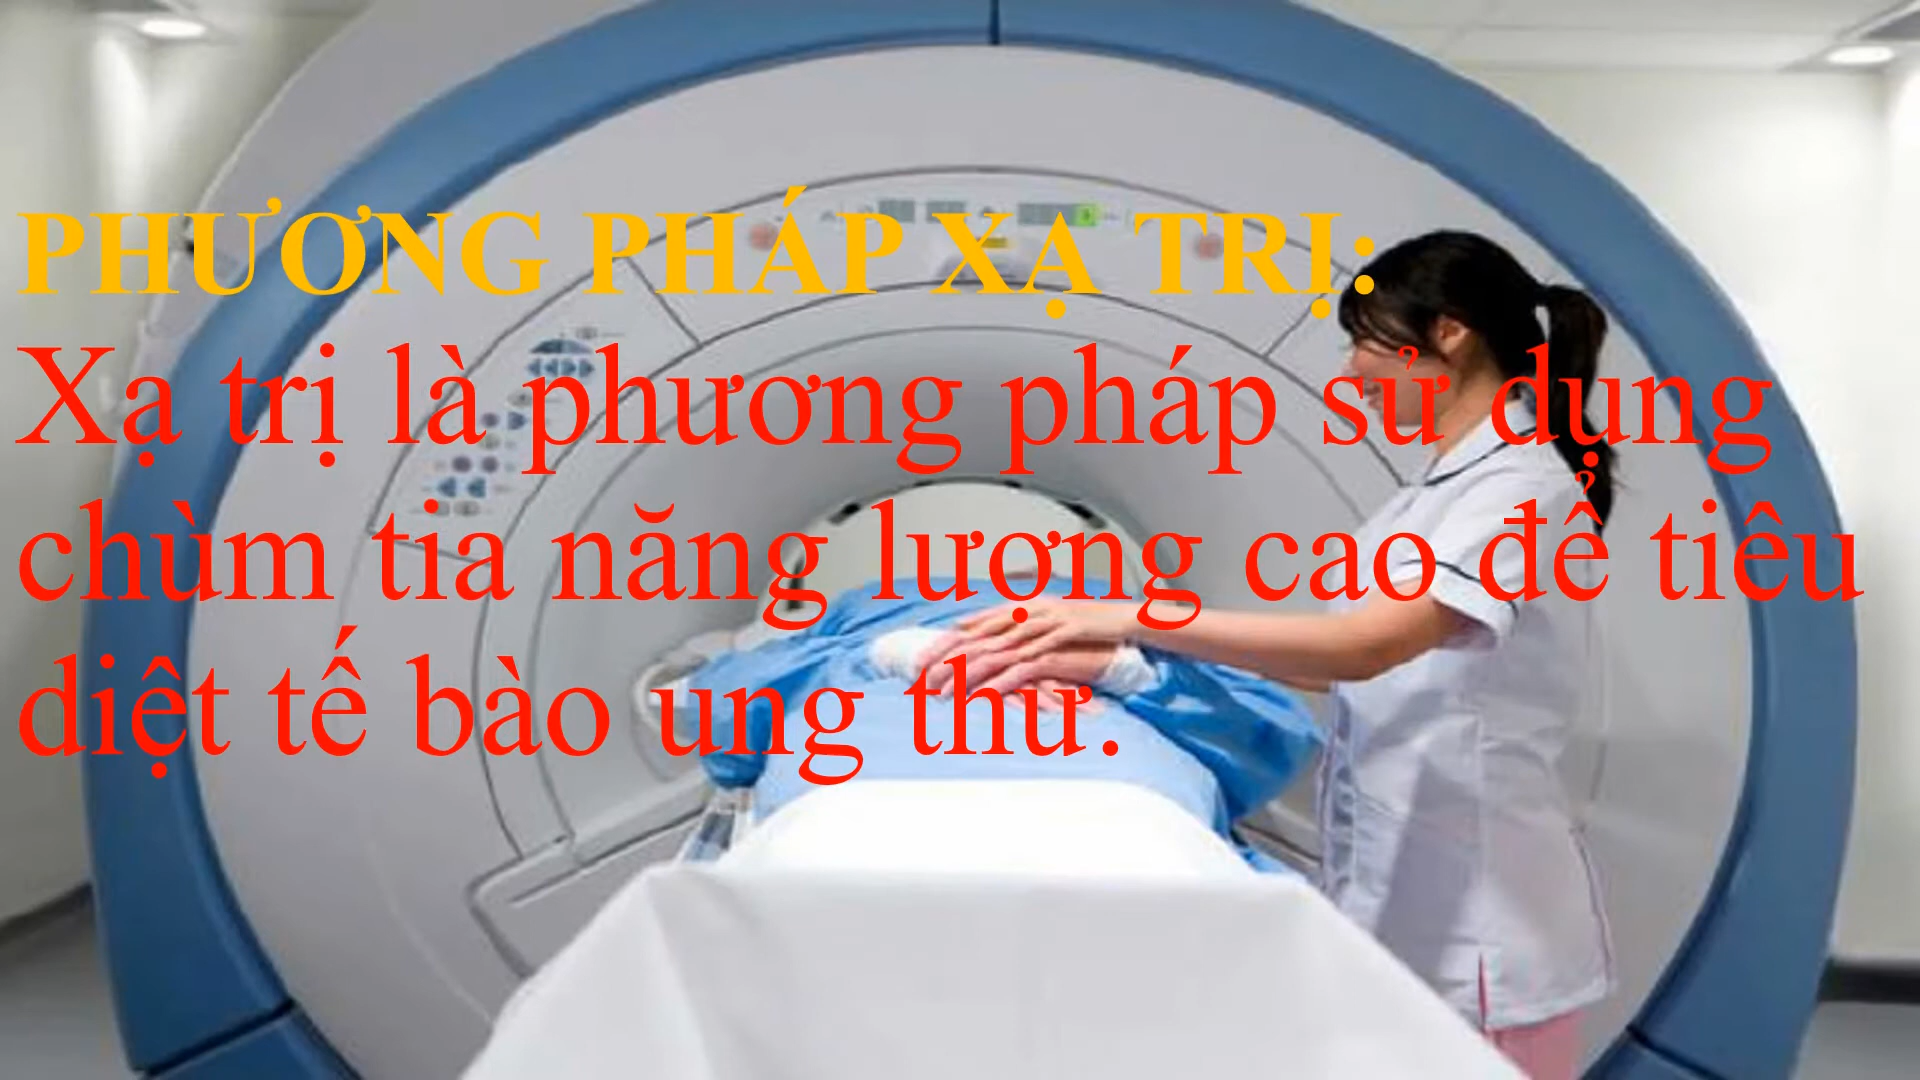 PHƯƠNG PHÁP XẠ TRỊ:
Xạ trị là phương pháp sử dụng
chùm tia năng lượng cao để tiêu
diệt tế bào ung thư.